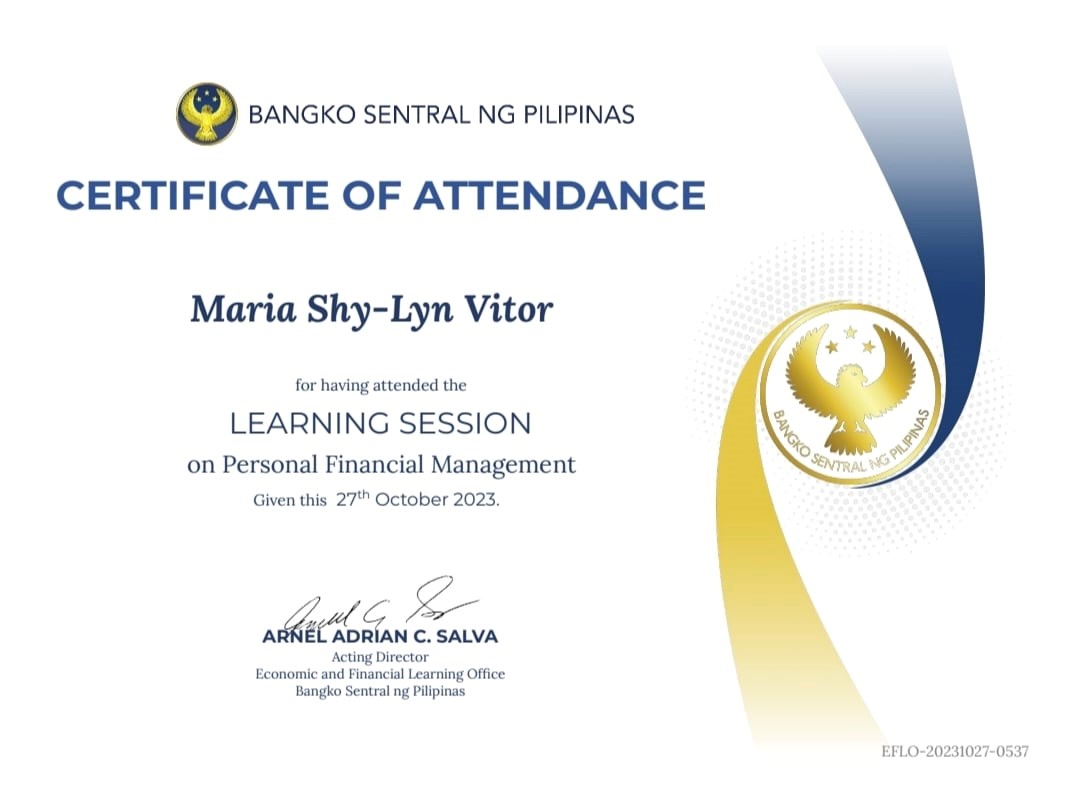 BANGKO SENTRAL NG PILIPINAS
CERTIFICATE OF ATTENDANCE
Maria Shy-Lyn Vitor
for having attended the
LEARNING SESSION
on Personal Financial Management
Given this 27th October 2023.
BANGKO SENTRAL NG PILIPINAS
ARNEL ADRIAN C. SALVA
Acting Director
Economic and Financial Learning Office
Bangko Sentral ng Pilipinas
EFLO-20231027-0537